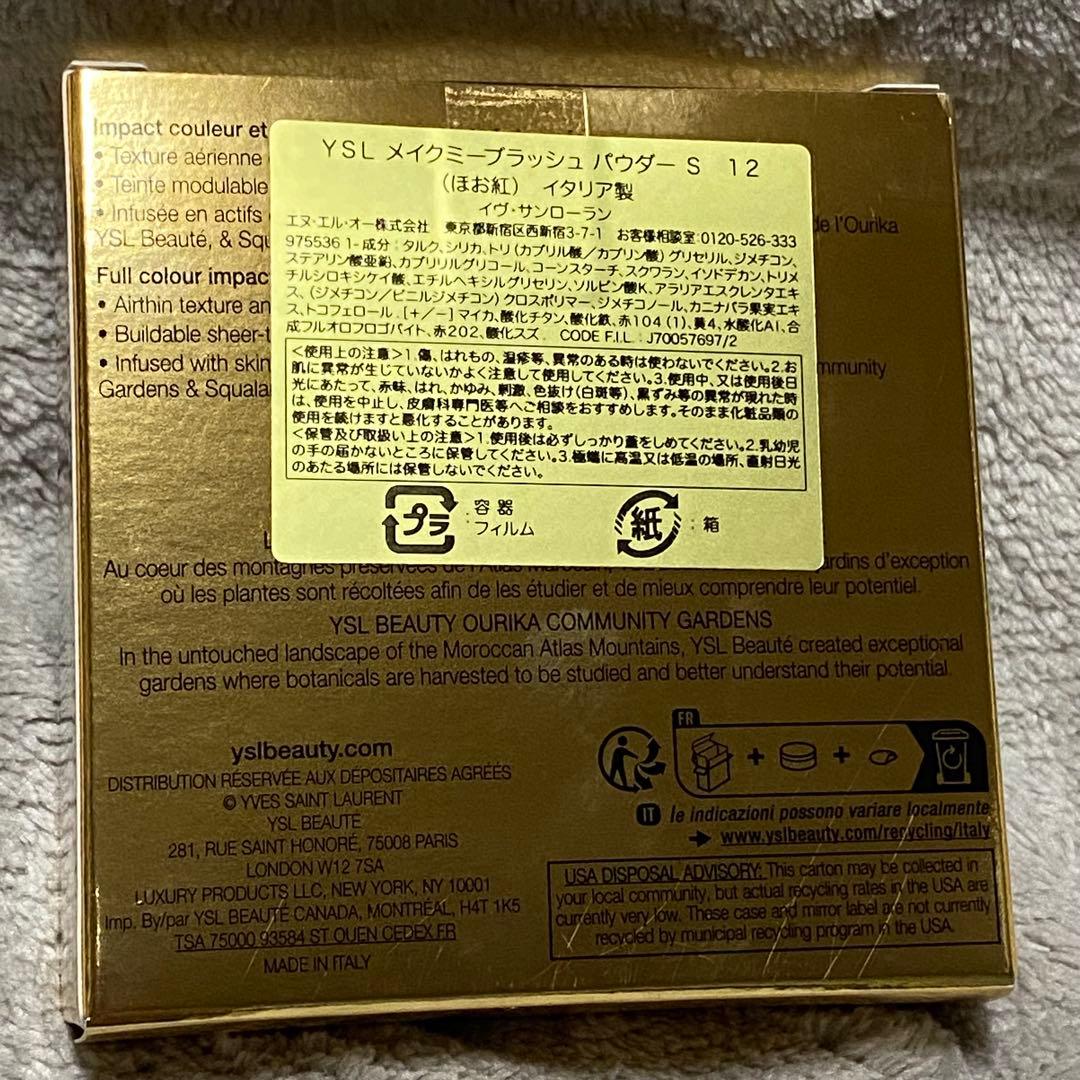 Impact couleur et
• Texture aérienne
• Teinte modulable
• Infusée en actifs de l'Ourika
YSL Beauté, & Squ
Full colour impac
• Airthin texture an
• Buildable sheer-t
• Infused with skin mmunity
Gardens & Squala
YSL メイクミーブラッシュ パウダー S 12
(ほお紅) イタリア製
イヴ・サンローラン
エヌ・エル・オー株式会社 東京都新宿区西新宿3-7-1 お客様相談室:0120-526-333
975536 1-成分:タルク、シリカ、トリ(カプリル酸/カプリン酸)グリセリル、ジメチコン、
ステアリン酸亜鉛、カプリリルグリコール、コーンスターチ、スクワラン、イソドデカン、トリメ
チルシロキシケイ酸、エチルヘキシルグリセリン、ソルビン酸K、アラリアエスクレンタエキ
ス、(ジメチコン/ビニルジメチコン)クロスポリマー、ジメチコノール、カニナバラ果実エキ
ス、トコフェロール.[+/-]マイカ、酸化チタン、酸化鉄、赤104(1)、黄4、水酸化Al、合
成フルオロフロゴパイト、赤202、酸化スズ CODE F.I.L:J70057697/2
<使用上の注意>1.傷、はれもの、湿疹等、異常のある時は使わないでください。2.お
肌に異常が生じていないかよく注意して使用してください。3.使用中、又は使用後日
光にあたって、赤味、はれ、かゆみ、刺激、色抜け(白斑等)、黒ずみ等の異常が現れた時
は、使用を中止し、皮膚科専門医等へご相談をおすすめします。そのまま化粧品類の
使用を続けますと悪化することがあります。
<保管及び取扱い上の注意>1.使用後は必ずしっかり蓋をしめてください。2.乳幼児
の手の届かないところに保管してください。3.極端に高温又は低温の場所、直射日光
のあたる場所には保管しないでください。
プラ:容器 フィルム 紙:箱
Au coeur des montagnes préservées de l'Atlas Marocain, ardins d'exception
où les plantes sont récoltées afin de les étudier et de mieux comprendre leur potentiel.
YSL BEAUTY OURIKA COMMUNITY GARDENS
In the untouched landscape of the Moroccan Atlas Mountains, YSL Beauté created exceptional
gardens where botanicals are harvested to be studied and better understand their potential.
yslbeauty.com
DISTRIBUTION RÉSERVÉE AUX DÉPOSITAIRES AGRÉÉS
© YVES SAINT LAURENT
YSL BEAUTÉ
281, RUE SAINT HONORÉ, 75008 PARIS
LONDON W12 7SA
LUXURY PRODUCTS LLC, NEW YORK, NY 10001
Imp. By/par YSL BEAUTÉ CANADA, MONTRÉAL, H4T 1K5
TSA 75000 93584 ST OUEN CEDEX.FR
MADE IN ITALY
FR
+ +
IT le indicazioni possono variare localmente
→ www.yslbeauty.com/recycling/italy
USA DISPOSAL ADVISORY: This carton may be collected in
your local community, but actual recycling rates in the USA are
currently very low. These case and mirror label are not currently
recycled by municipal recycling program in the USA.